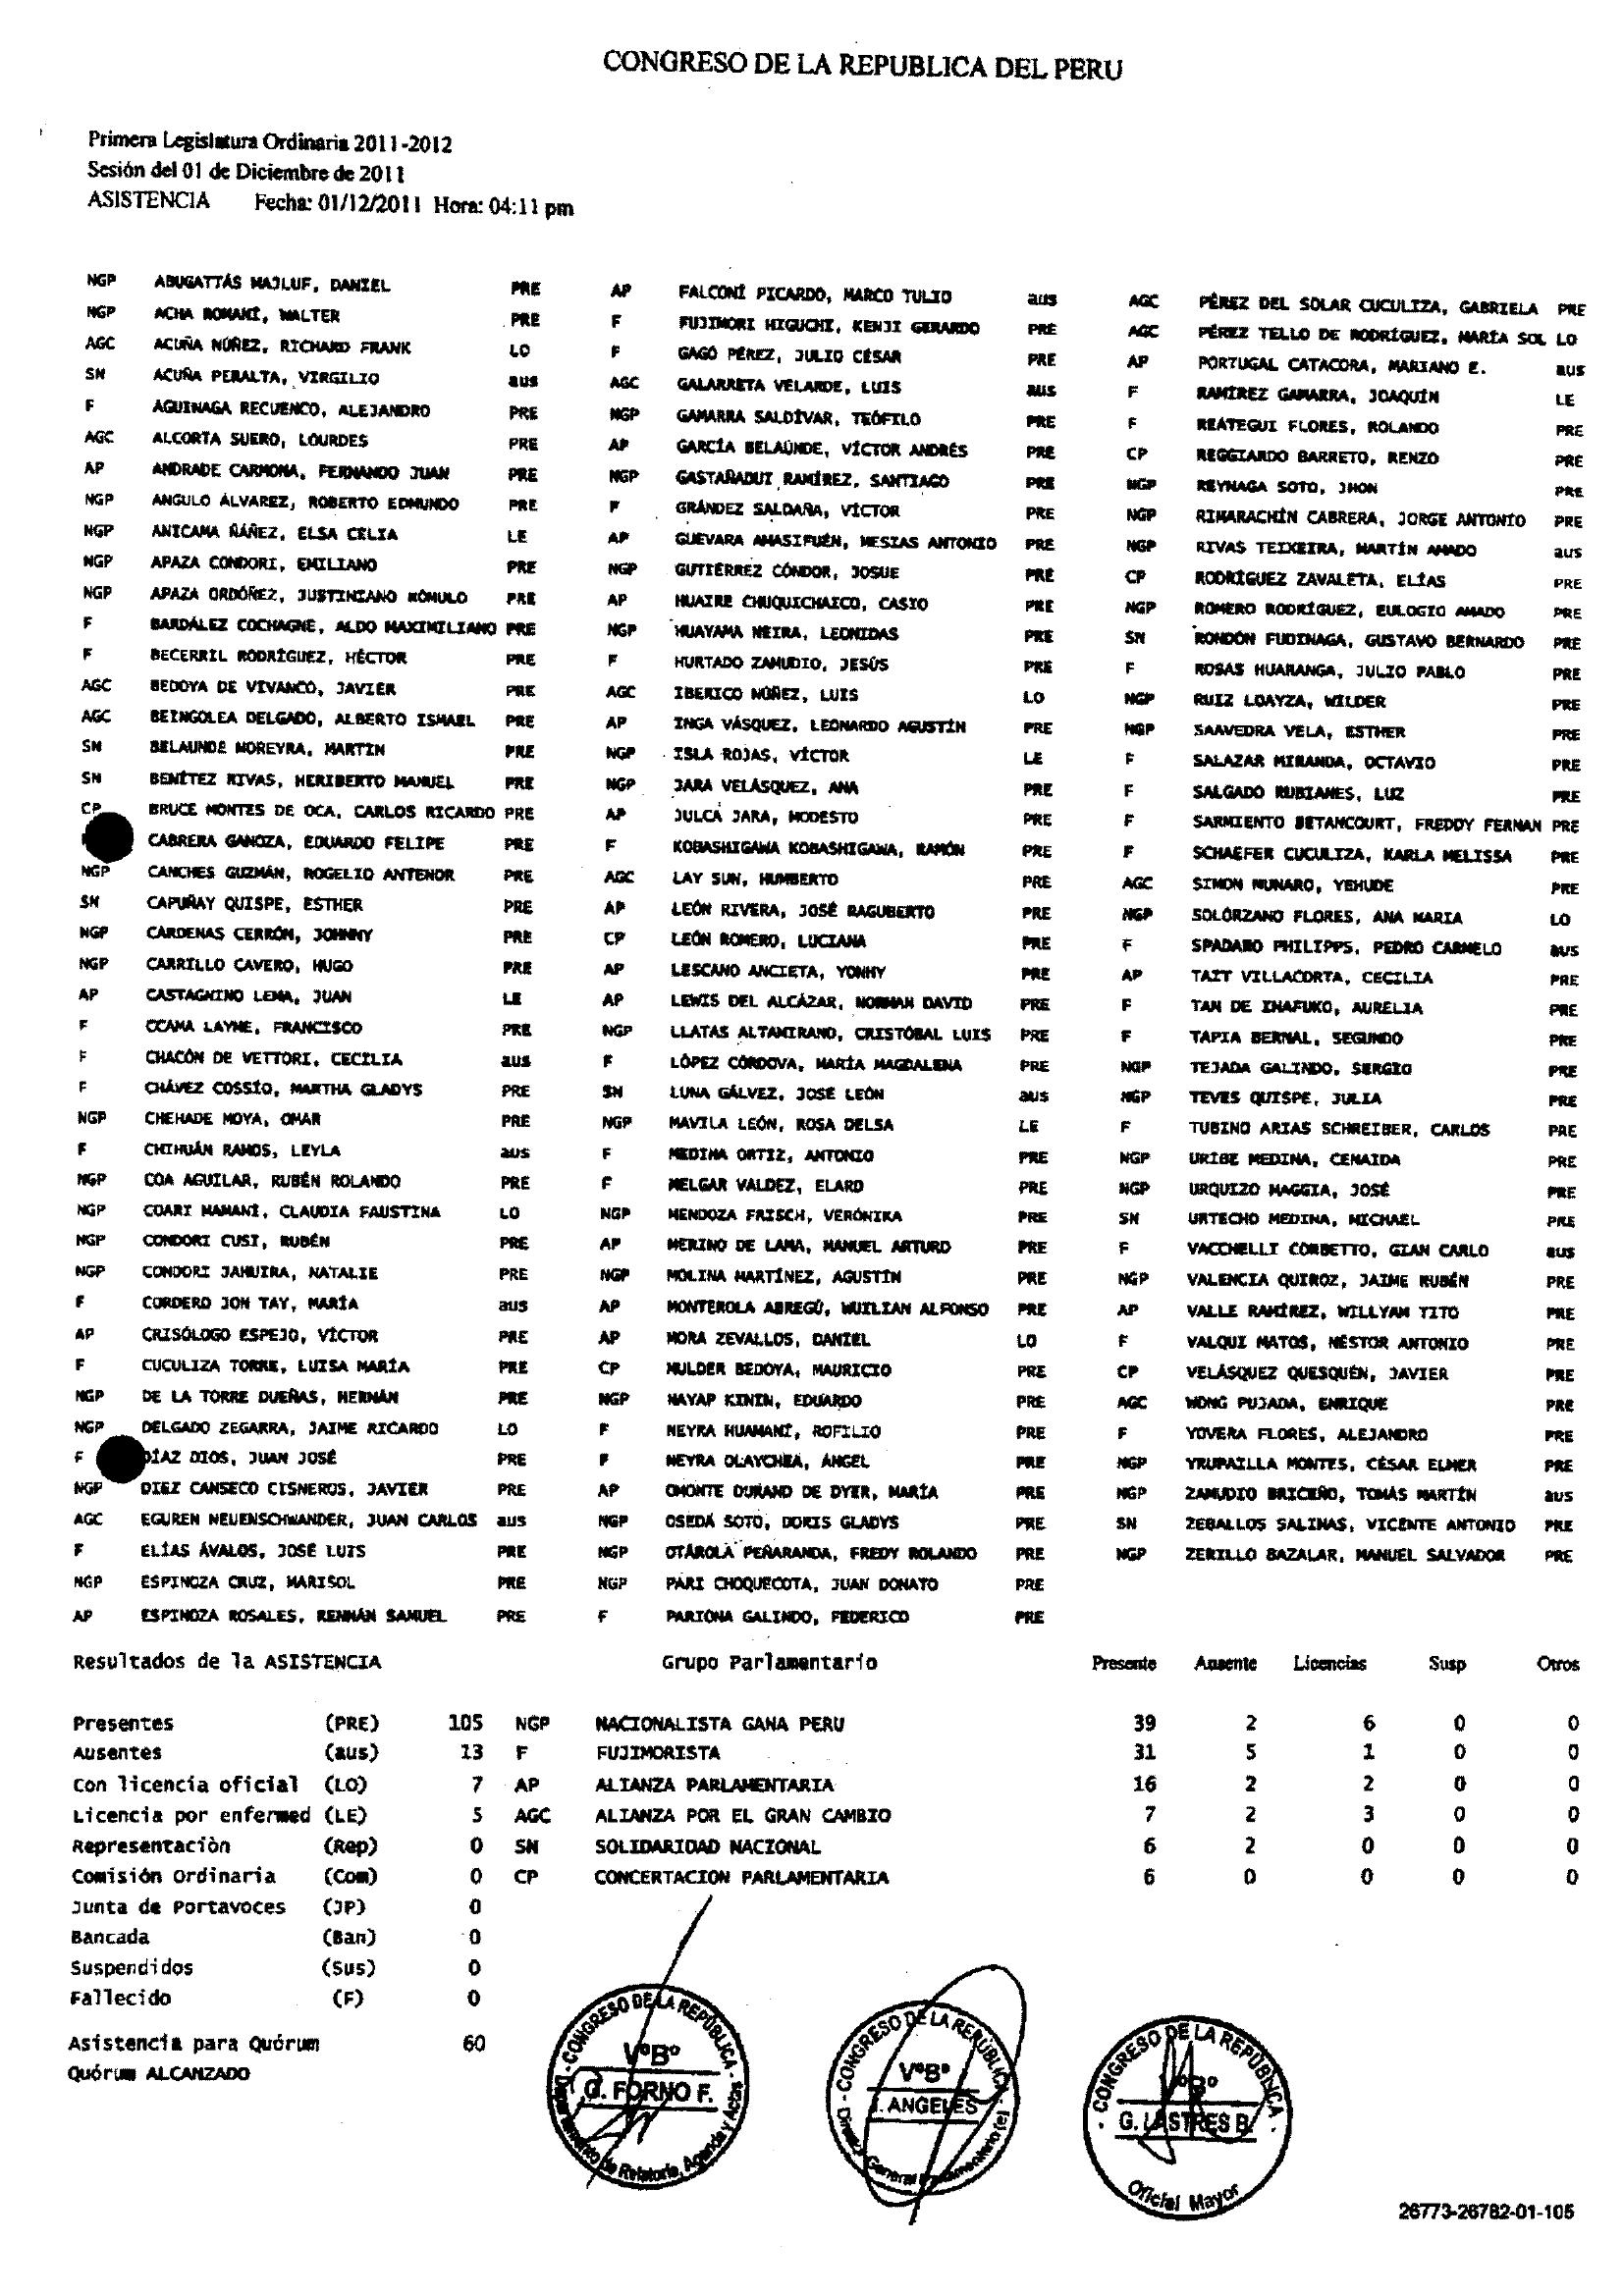 CONGRESO DE LA REPUBLICA DEL PERU
Primera Legislatura Ordinaria 2011-2012
Sesión del 01 de Diciembre de 2011
ASISTENCIA Fecha: 01/12/2011 Hora: 04:11 pm
NGP ABUGATTÁS MAJLUF, DANIEL PRE
NGP ACHA ROMANÍ, WALTER PRE
AGC ACUÑA NÚÑEZ, RICHARD FRANK LO
SN ACUÑA PERALTA, VIRGILIO aus
F AGUINAGA RECUENCO, ALEJANDRO PRE
AGC ALCORTA SUERO, LOURDES PRE
AP ANDRADE CARMONA, FERNANDO JUAN PRE
NGP ANGULO ÁLVAREZ, ROBERTO EDMUNDO PRE
NGP ANICAMA ÑÁÑEZ, ELSA CELIA LE
NGP APAZA CONDORI, EMILIANO PRE
NGP APAZA ORDÓÑEZ, JUSTINIANO RÓMULO PRE
F BARDÁLEZ COCHAGNE, ALDO MAXIMILIANO PRE
F BECERRIL RODRÍGUEZ, HÉCTOR PRE
AGC BEDOYA DE VIVANCO, JAVIER PRE
AGC BEINGOLEA DELGADO, ALBERTO ISMAEL PRE
SN BELAUNDE MOREYRA, MARTIN PRE
SN BENÍTEZ RIVAS, HERIBERTO MANUEL PRE
CP BRUCE MONTES DE OCA, CARLOS RICARDO PRE
CABRERA GANOZA, EDUARDO FELIPE PRE
NGP CANCHES GUZMÁN, ROGELIO ANTENOR PRE
SN CAPUÑAY QUISPE, ESTHER PRE
NGP CÁRDENAS CERRÓN, JOHNNY PRE
NGP CARRILLO CAVERO, HUGO PRE
AP CASTAGNINO LEMA, JUAN LE
F CCAMA LAYME, FRANCISCO PRE
F CHACÓN DE VETTORI, CECILIA aus
F CHÁVEZ COSSÍO, MARTHA GLADYS PRE
NGP CHEHADE MOYA, OMAR PRE
F CHIHUÁN RAMOS, LEYLA aus
NGP COA AGUILAR, RUBÉN ROLANDO PRE
NGP COARI MAMANÍ, CLAUDIA FAUSTINA LO
NGP CONDORI CUSI, RUBÉN PRE
NGP CONDORI JAHUIRA, NATALIE PRE
F CORDERO JON TAY, MARÍA aus
AP CRISÓLOGO ESPEJO, VÍCTOR PRE
F CUCULIZA TORRE, LUISA MARÍA PRE
NGP DE LA TORRE DUEÑAS, HERNÁN PRE
NGP DELGADO ZEGARRA, JAIME RICARDO LO
F DÍAZ DIOS, JUAN JOSÉ PRE
NGP DIEZ CANSECO CISNEROS, JAVIER PRE
AGC EGUREN NEUENSCHWANDER, JUAN CARLOS aus
F ELÍAS ÁVALOS, JOSÉ LUIS PRE
NGP ESPINOZA CRUZ, MARISOL PRE
AP ESPINOZA ROSALES, RENNÁN SAMUEL PRE
AP FALCONÍ PICARDO, MARCO TULIO aus
F FUJIMORI HIGUCHI, KENJI GERARDO PRE
F GAGÓ PÉREZ, JULIO CÉSAR PRE
AGC GALARRETA VELARDE, LUIS aus
NGP GAMARRA SALDÍVAR, TEÓFILO PRE
AP GARCÍA BELAÚNDE, VÍCTOR ANDRÉS PRE
NGP GASTAÑADUI RAMÍREZ, SANTIAGO PRE
F GRÁNDEZ SALDAÑA, VÍCTOR PRE
AP GUEVARA AMASIFUÉN, MESIAS ANTONIO PRE
NGP GUTIÉRREZ CÓNDOR, JOSUE PRE
AP HUAIRE CHUQUICHAICO, CASIO PRE
NGP HUAYAMA NEIRA, LEONIDAS PRE
F HURTADO ZAMUDIO, JESÚS PRE
AGC IBERICO NÚÑEZ, LUIS LO
AP INGA VÁSQUEZ, LEONARDO AGUSTÍN PRE
NGP ISLA ROJAS, VÍCTOR LE
NGP JARA VELÁSQUEZ, ANA PRE
AP JULCA JARA, MODESTO PRE
F KOBASHIGAWA KOBASHIGAWA, RAMÓN PRE
AGC LAY SUN, HUMBERTO PRE
AP LEÓN RIVERA, JOSÉ RAGUBERTO PRE
CP LEÓN ROMERO, LUCIANA PRE
AP LESCANO ANCIETA, YONHY PRE
AP LEWIS DEL ALCÁZAR, NORMAN DAVID PRE
NGP LLATAS ALTAMIRANO, CRISTÓBAL LUIS PRE
F LÓPEZ CÓRDOVA, MARÍA MAGDALENA PRE
SN LUNA GÁLVEZ, JOSÉ LEÓN aus
NGP MAVILA LEÓN, ROSA DELSA LE
F MEDINA ORTIZ, ANTONIO PRE
F MELGAR VALDEZ, ELARD PRE
NGP MENDOZA FRISCH, VERÓNIKA PRE
AP MERINO DE LAMA, MANUEL ARTURO PRE
NGP MOLINA MARTÍNEZ, AGUSTÍN PRE
AP MONTEROLA ABREGÚ, WUILIAN ALFONSO PRE
AP MORA ZEVALLOS, DANIEL LO
CP MULDER BEDOYA, MAURICIO PRE
NGP NAYAP KININ, EDUARDO PRE
F NEYRA HUAMANÍ, ROFILIO PRE
F NEYRA OLAYCHEA, ÁNGEL PRE
AP OMONTE DURAND DE DYER, MARÍA PRE
NGP OSEDA SOTO, DORIS GLADYS PRE
NGP OTÁROLA PEÑARANDA, FREDY ROLANDO PRE
NGP PARI CHOQUECOTA, JUAN DONATO PRE
F PARIONA GALINDO, FEDERICO PRE
AGC PÉREZ DEL SOLAR CUCULIZA, GABRIELA PRE
AGC PÉREZ TELLO DE RODRÍGUEZ, MARÍA SOL LO
AP PORTUGAL CATACORA, MARIANO E. aus
F RAMÍREZ GAMARRA, JOAQUÍN LE
F REÁTEGUI FLORES, ROLANDO PRE
CP REGGIARDO BARRETO, RENZO PRE
NGP REYNAGA SOTO, JHON PRE
NGP RIMARACHÍN CABRERA, JORGE ANTONIO PRE
NGP RIVAS TEIXEIRA, MARTÍN AMADO aus
CP RODRÍGUEZ ZAVALETA, ELÍAS PRE
NGP ROMERO RODRÍGUEZ, EULOGIO AMADO PRE
SN RONDÓN FUDINAGA, GUSTAVO BERNARDO PRE
F ROSAS HUARANGA, JULIO PABLO PRE
NGP RUIZ LOAYZA, WILDER PRE
NGP SAAVEDRA VELA, ESTHER PRE
F SALAZAR MIRANDA, OCTAVIO PRE
F SALGADO RUBIANES, LUZ PRE
F SARMIENTO BETANCOURT, FREDDY FERNAN PRE
F SCHAEFER CUCULIZA, KARLA MELISSA PRE
AGC SIMON MUNARO, YEHUDE PRE
NGP SOLÓRZANO FLORES, ANA MARIA LO
F SPADARO PHILIPPS, PEDRO CARMELO aus
AP TAIT VILLACORTA, CECILIA PRE
F TAN DE INAFUKO, AURELIA PRE
F TAPIA BERNAL, SEGUNDO PRE
NGP TEJADA GALINDO, SERGIO PRE
NGP TEVES QUISPE, JULIA PRE
F TUBINO ARIAS SCHREIBER, CARLOS PRE
NGP URIBE MEDINA, CENAIDA PRE
NGP URQUIZO MAGGIA, JOSÉ PRE
SN URTECHO MEDINA, MICHAEL PRE
F VACCHELLI CORBETTO, GIAN CARLO aus
NGP VALENCIA QUIROZ, JAIME RUBÉN PRE
AP VALLE RAMÍREZ, WILLYAM TITO PRE
F VALQUI MATOS, NÉSTOR ANTONIO PRE
CP VELÁSQUEZ QUESQUÉN, JAVIER PRE
AGC WONG PUJADA, ENRIQUE PRE
F YOVERA FLORES, ALEJANDRO PRE
NGP YRUPAILLA MONTES, CÉSAR ELMER PRE
NGP ZAMUDIO BRICEÑO, TOMÁS MARTÍN aus
SN ZEBALLOS SALINAS, VICENTE ANTONIO PRE
NGP ZERILLO BAZALAR, MANUEL SALVADOR PRE
Resultados de la ASISTENCIA Grupo Parlamentario Presente Ausente Licencias Susp Otros
Presentes (PRE) 105 NGP NACIONALISTA GANA PERU 39 2 6 0 0
Ausentes (aus) 13 F FUJIMORISTA 31 5 1 0 0
Con licencia oficial (LO) 7 AP ALIANZA PARLAMENTARIA 16 2 2 0 0
Licencia por enfermed (LE) 5 AGC ALIANZA POR EL GRAN CAMBIO 7 2 3 0 0
Representación (Rep) 0 SN SOLIDARIDAD NACIONAL 6 2 0 0 0
Comisión Ordinaria (Com) 0 CP CONCERTACION PARLAMENTARIA 6 0 0 0 0
Junta de Portavoces (JP) 0
Bancada (Ban) 0
Suspendidos (Sus) 0
Fallecido (F) 0
Asistencia para Quórum 60
Quórum ALCANZADO
- CONGRESO DE LA REPÚBLICA -
VºBº
G. FORNO F.
Departamento de Relatoría, Agenda y Actas
- CONGRESO DE LA REPÚBLICA -
VºBº
J. ANGELES
Director General Parlamentario (e)
- CONGRESO DE LA REPÚBLICA -
VºBº
G. LASTRES B.
Oficial Mayor
26773-26782-01-105